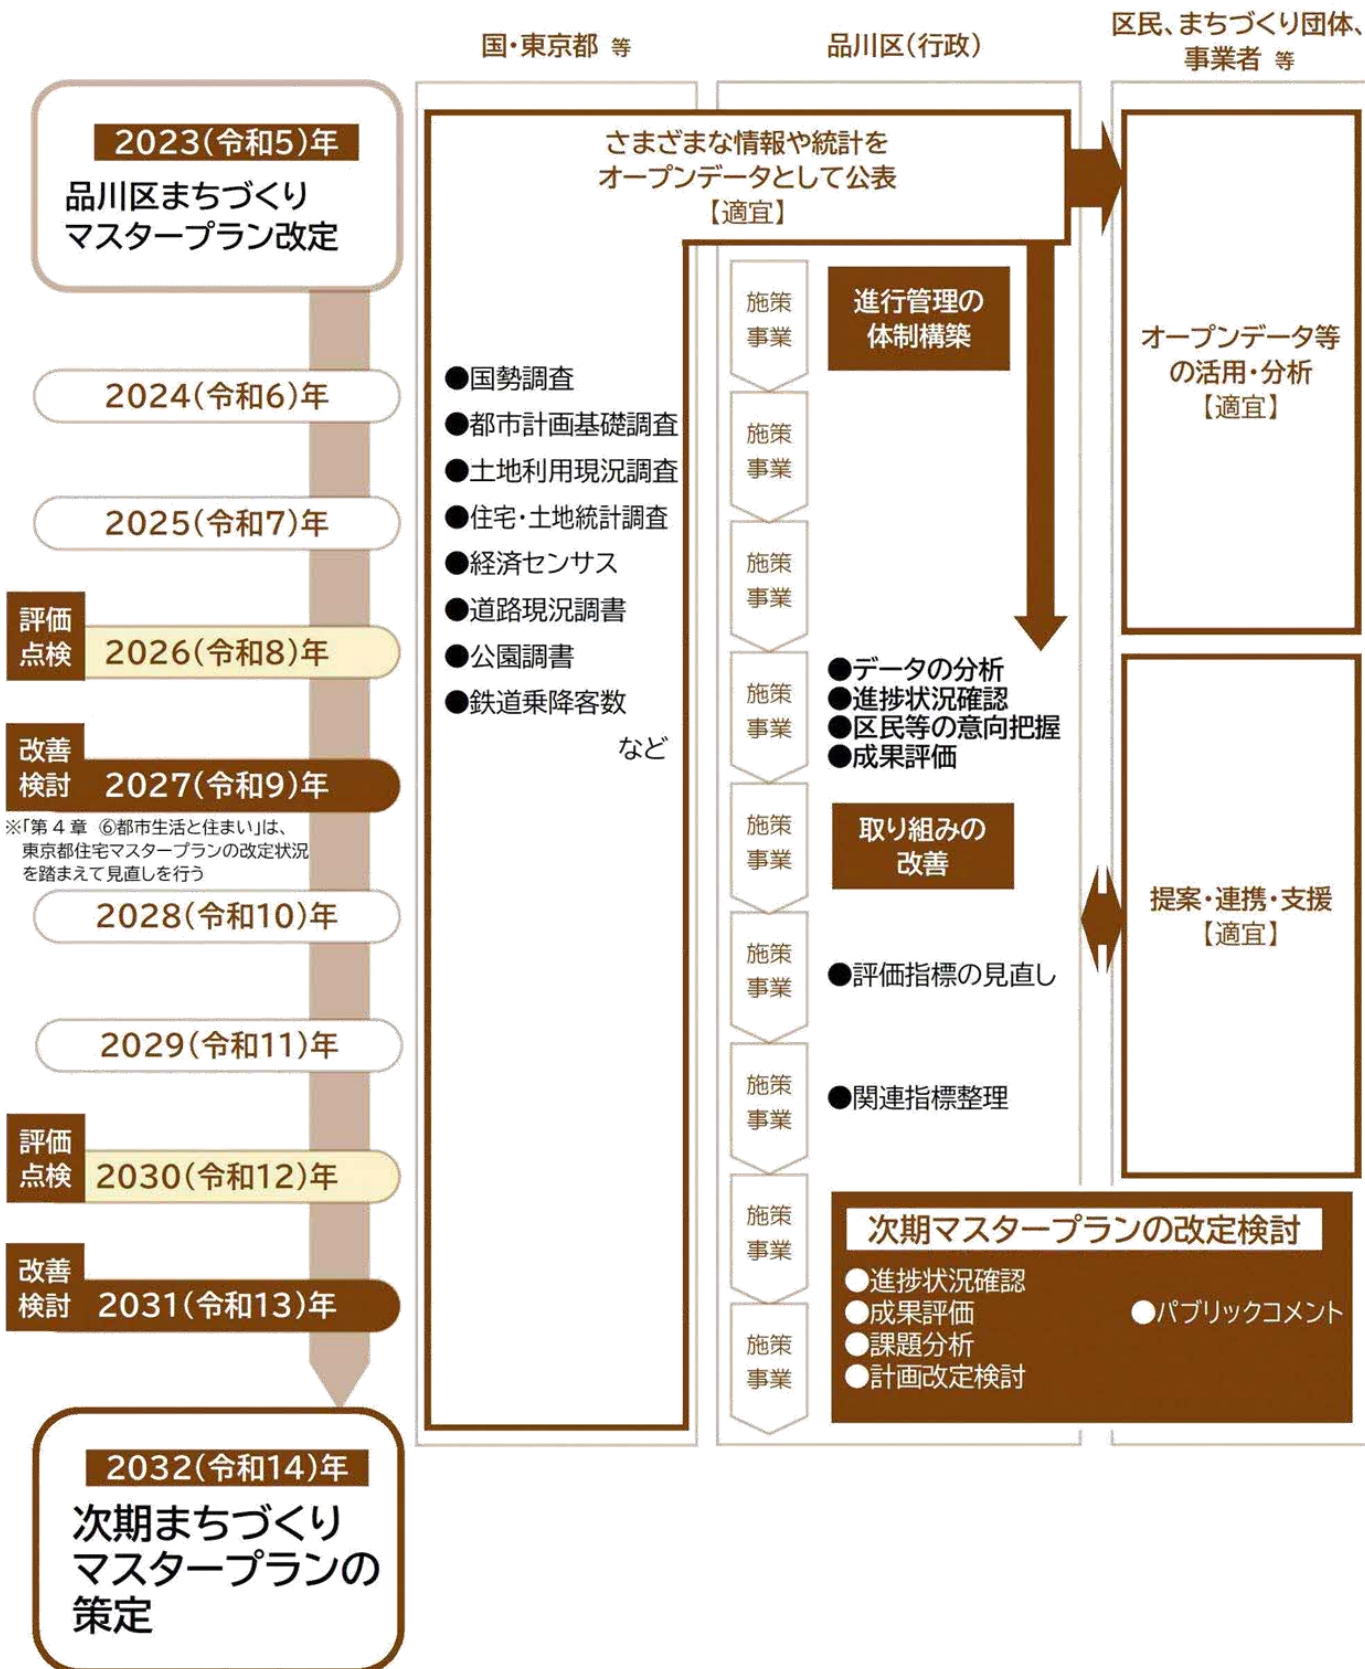 国・東京都 等
品川区(行政)
区民、まちづくり団体、
事業者 等
2023(令和5)年
品川区まちづくり
マスタープラン改定
2024(令和6)年
2025(令和7)年
評価
点検
2026(令和8)年
改善
検討
2027(令和9)年
※「第4章 ⑥都市生活と住まい」は、
東京都住宅マスタープランの改定状況
を踏まえて見直しを行う
2028(令和10)年
2029(令和11)年
評価
点検
2030(令和12)年
改善
検討
2031(令和13)年
2032(令和14)年
次期まちづくり
マスタープランの
策定
さまざまな情報や統計を
オープンデータとして公表
【適宜】
●国勢調査
●都市計画基礎調査
●土地利用現況調査
●住宅・土地統計調査
●経済センサス
●道路現況調書
●公園調書
●鉄道乗降客数
など
施策
事業
施策
事業
施策
事業
施策
事業
施策
事業
施策
事業
施策
事業
施策
事業
施策
事業
進行管理の
体制構築
●データの分析
●進捗状況確認
●区民等の意向把握
●成果評価
取り組みの
改善
●評価指標の見直し
●関連指標整理
オープンデータ等
の活用・分析
【適宜】
提案・連携・支援
【適宜】
次期マスタープランの改定検討
●進捗状況確認
●成果評価
●課題分析
●計画改定検討
●パブリックコメント